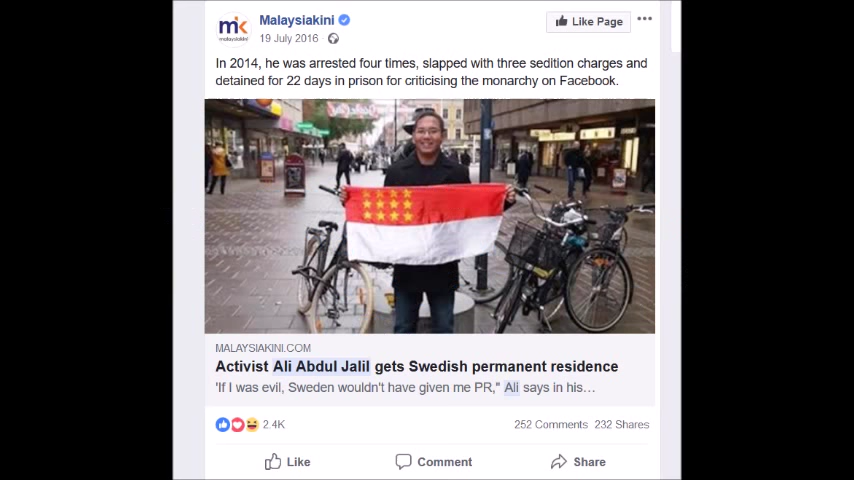 Malaysiakini
Like Page
19 July 2016
malaysiakini
In 2014, he was arrested four times, slapped with three sedition charges and
detained for 22 days in prison for criticising the monarchy on Facebook.
MALAYSIAKINI.COM
Activist Ali Abdul Jalil gets Swedish permanent residence
'If I was evil, Sweden wouldn't have given me PR," Ali says in his...
2.4K
252 Comments 232 Shares
Like
Comment
Share